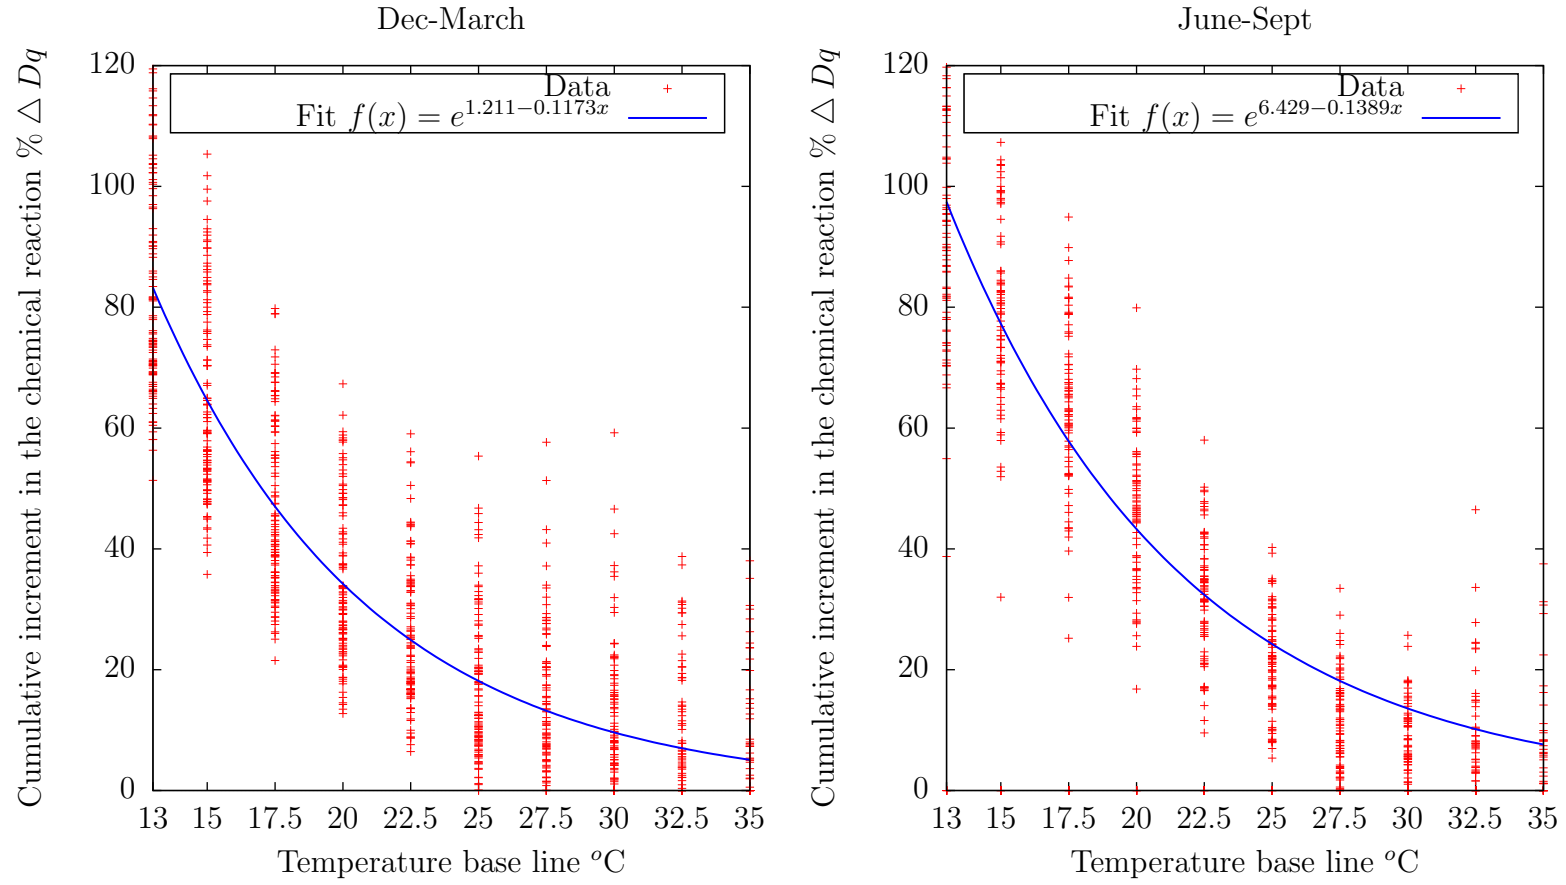 Dec-March
Cumulative increment in the chemical reaction % △ Dq
120
100
80
60
40
20
0
Data
Fit f(x) = e^{1.211−0.1173x}
13 15 17.5 20 22.5 25 27.5 30 32.5 35
Temperature base line °C
June-Sept
Cumulative increment in the chemical reaction % △ Dq
120
100
80
60
40
20
0
Data
Fit f(x) = e^{6.429−0.1389x}
13 15 17.5 20 22.5 25 27.5 30 32.5 35
Temperature base line °C